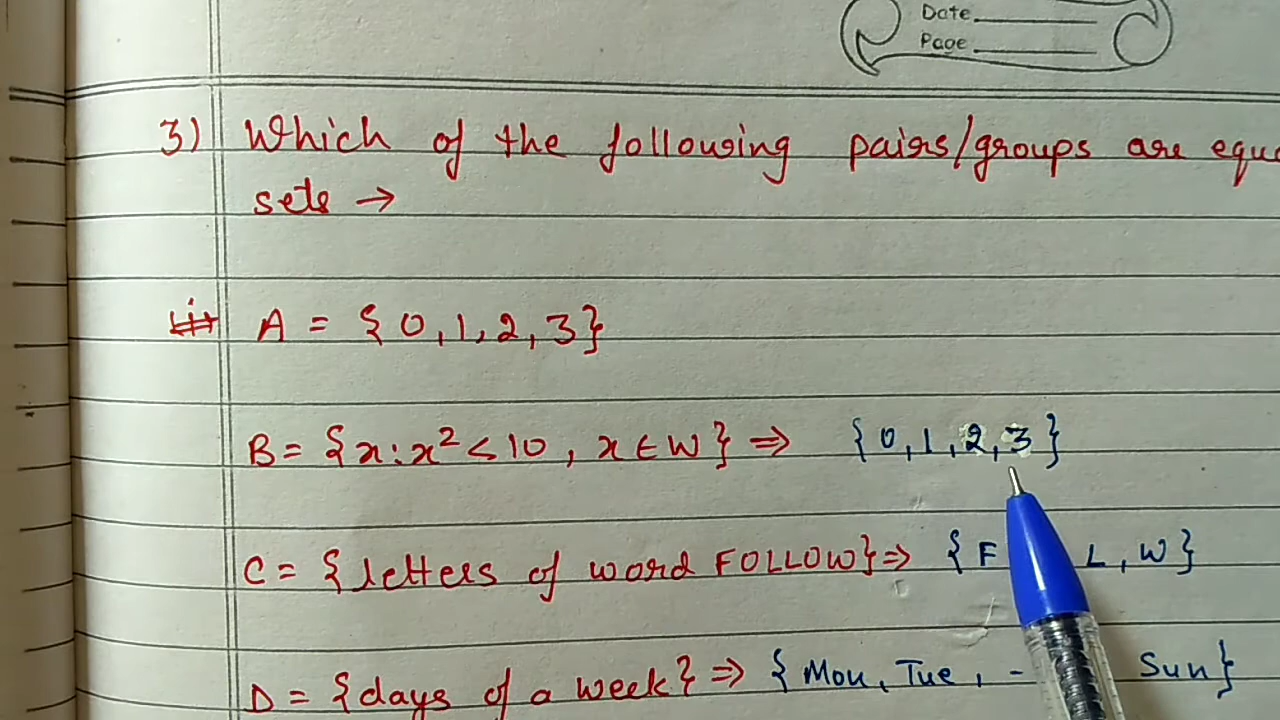 Date
Page
3) Which of the following pairs/groups are
sets →
A = {0,1,2,3}
B = {x:x²<10, x∈W} ⇒ {0,1,2,3}
C = {letters of word FOLLOW} ⇒ {F L, W}
D = {days of a week} ⇒ {Mon, Tue, - Sun}